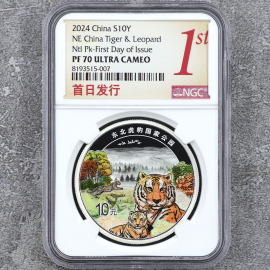 2024 China S10Y
NE China Tiger & Leopard
Ntl Pk-First Day of Issue
PF 70 ULTRA CAMEO
8193515-007
首日发行
1st
NGC
东北虎豹国家公园
10元